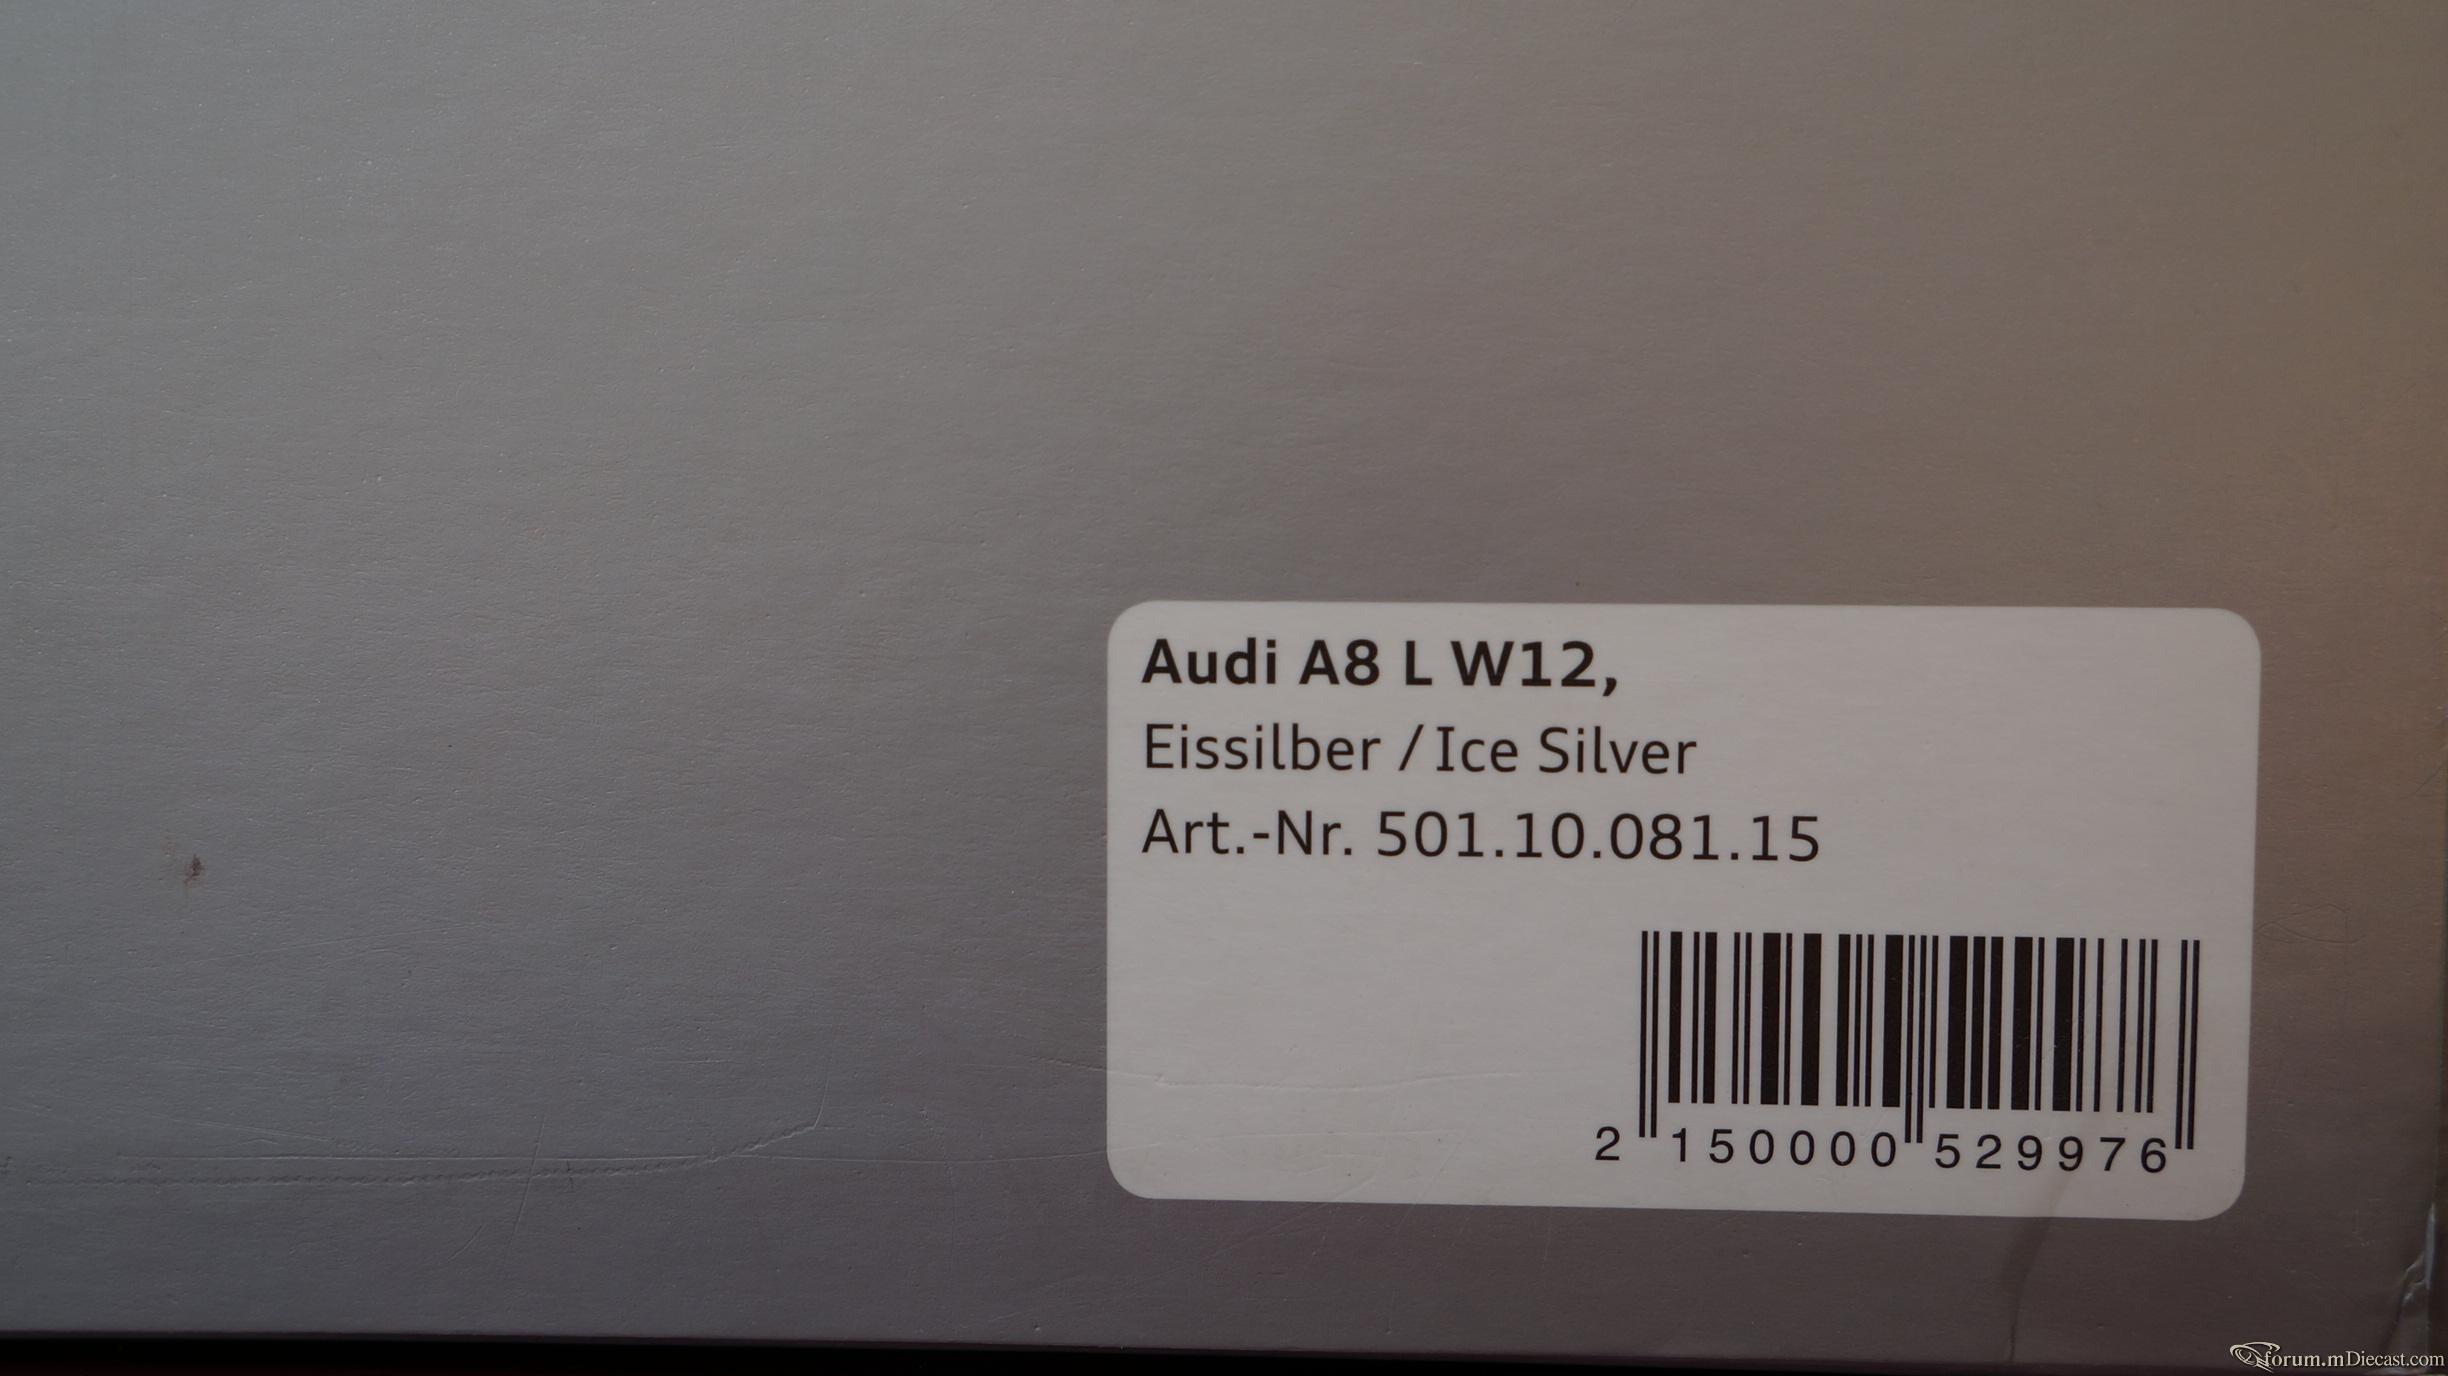 Audi A8 L W12,
Eissilber / Ice Silver
Art.-Nr. 501.10.081.15
2 150000 529976
forum.mDiecast.com